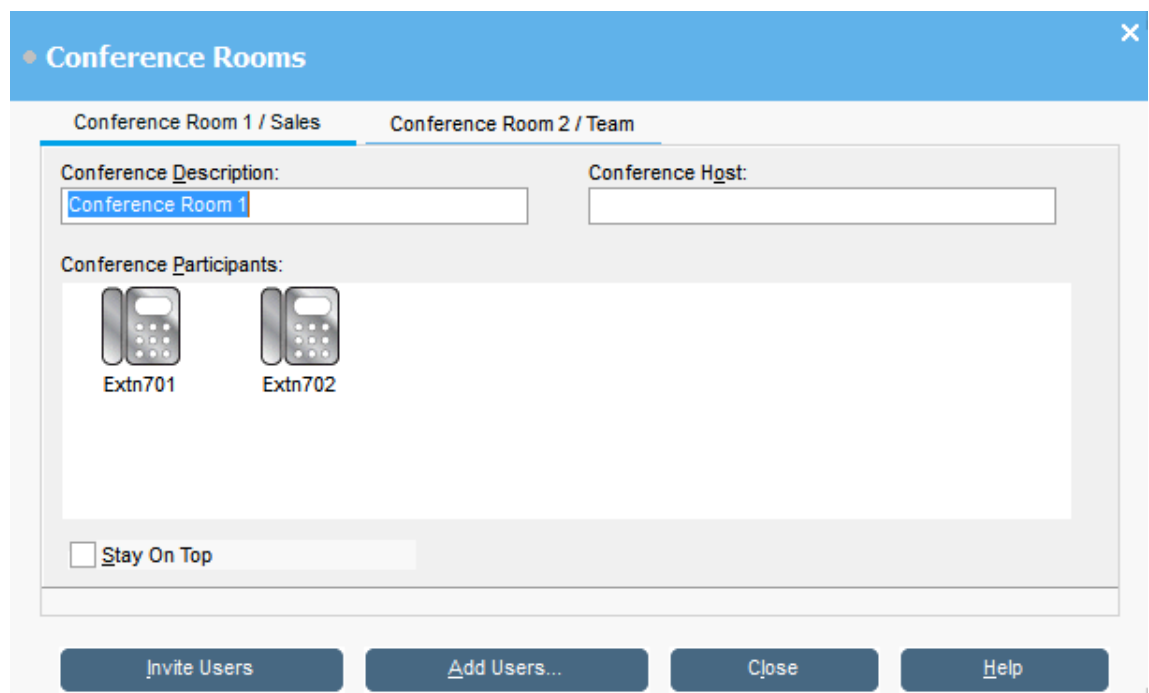 Conference Rooms
Conference Room 1 / Sales
Conference Room 2 / Team
Conference Description:
Conference Host:
Conference Room 1
Conference Participants:
Extn701
Extn702
Stay On Top
Invite Users
Add Users...
Close
Help